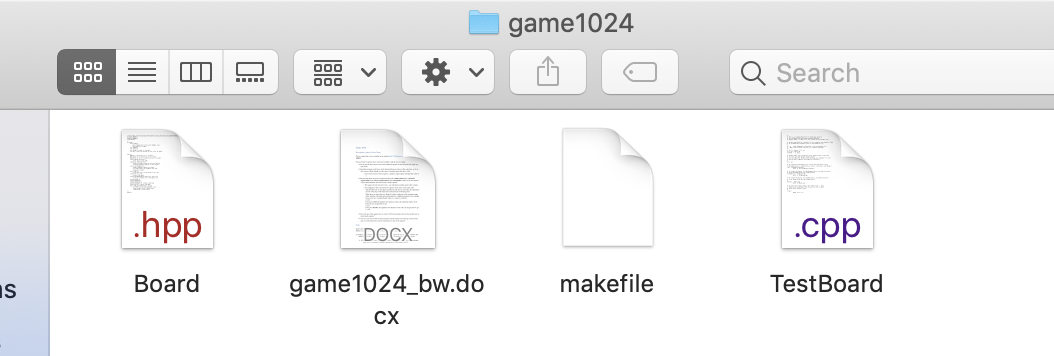 game1024
Search
.hpp
DOCX
.cpp
Board
game1024_bw.do
cx
makefile
TestBoard